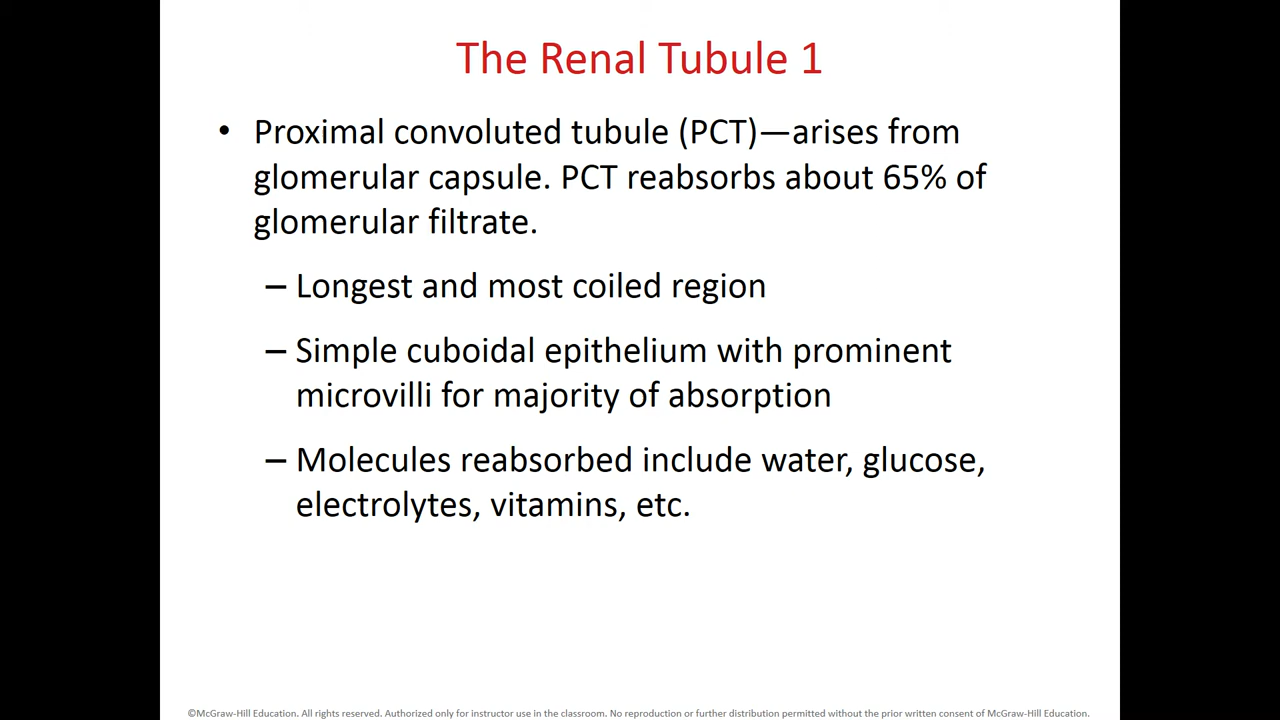 The Renal Tubule 1
• Proximal convoluted tubule (PCT)—arises from
glomerular capsule. PCT reabsorbs about 65% of
glomerular filtrate.
– Longest and most coiled region
– Simple cuboidal epithelium with prominent
microvilli for majority of absorption
– Molecules reabsorbed include water, glucose,
electrolytes, vitamins, etc.
©McGraw-Hill Education. All rights reserved. Authorized only for instructor use in the classroom. No reproduction or further distribution permitted without the prior written consent of McGraw-Hill Education.